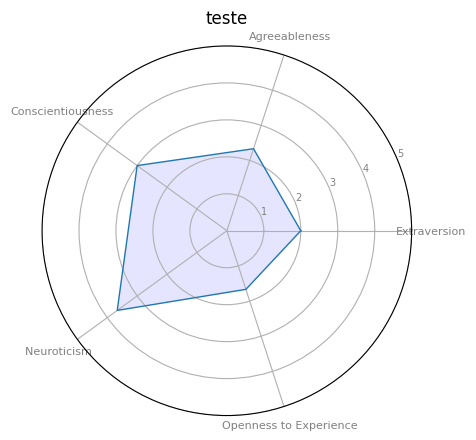 teste
Agreeableness
Conscientiousness
5
4
3
2
1
Extraversion
Neuroticism
Openness to Experience